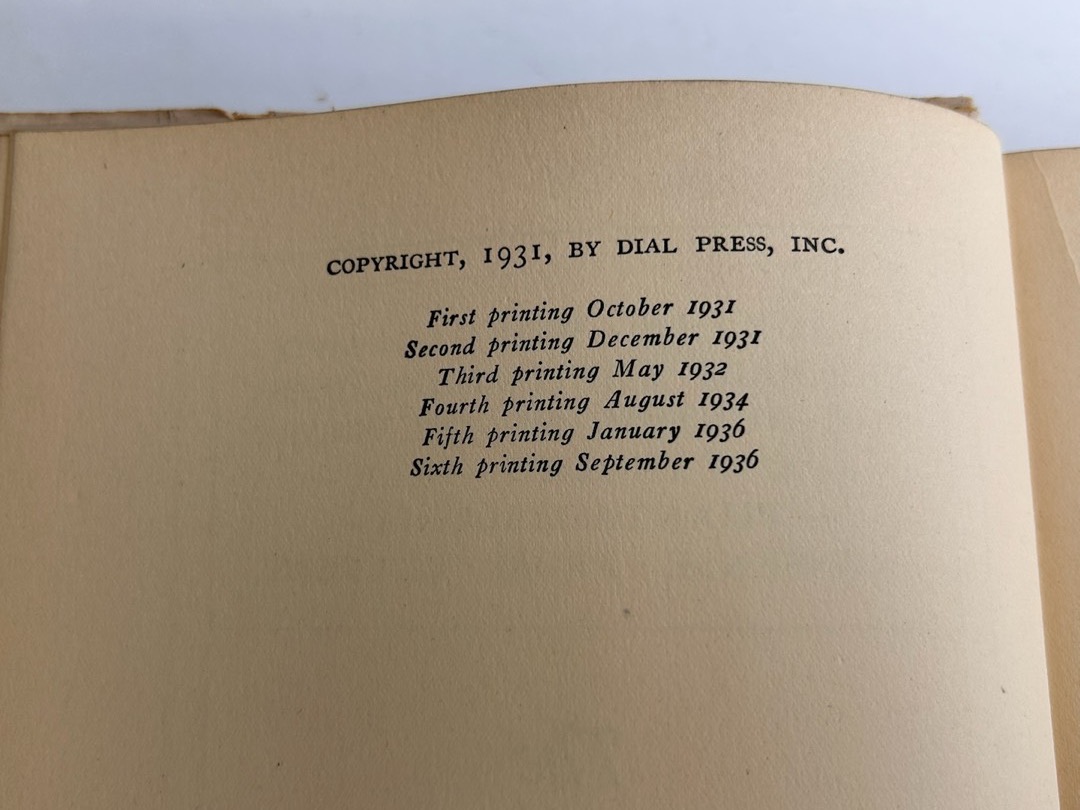 COPYRIGHT, 1931, BY DIAL PRESS, INC.
First printing October 1931
Second printing December 1931
Third printing May 1932
Fourth printing August 1934
Fifth printing January 1936
Sixth printing September 1936